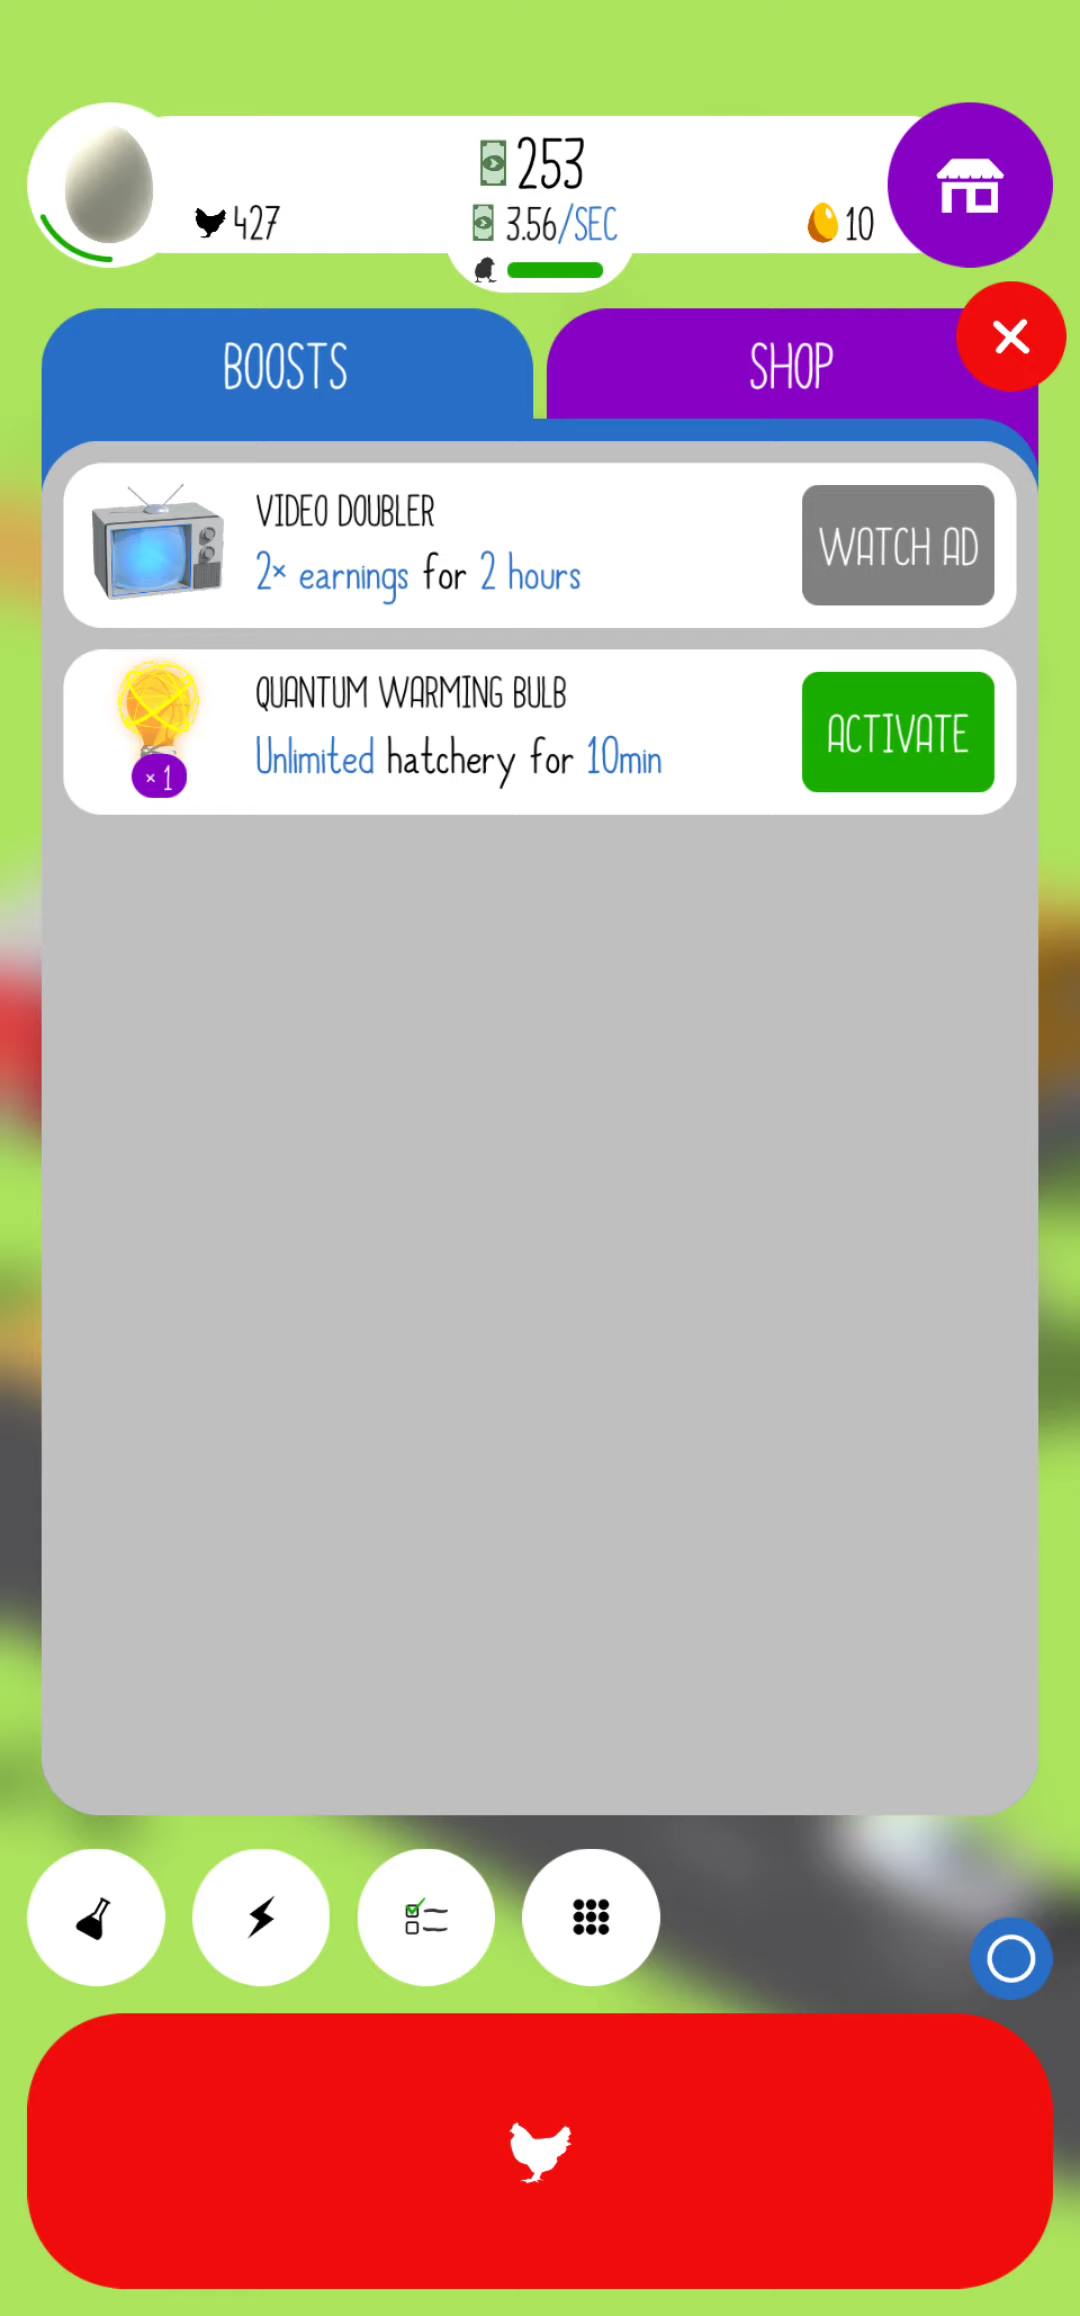 253
427
3.56/SEC
10
BOOSTS
SHOP
VIDEO DOUBLER
2× earnings for 2 hours
WATCH AD
QUANTUM WARMING BULB
Unlimited hatchery for 10min
×1
ACTIVATE